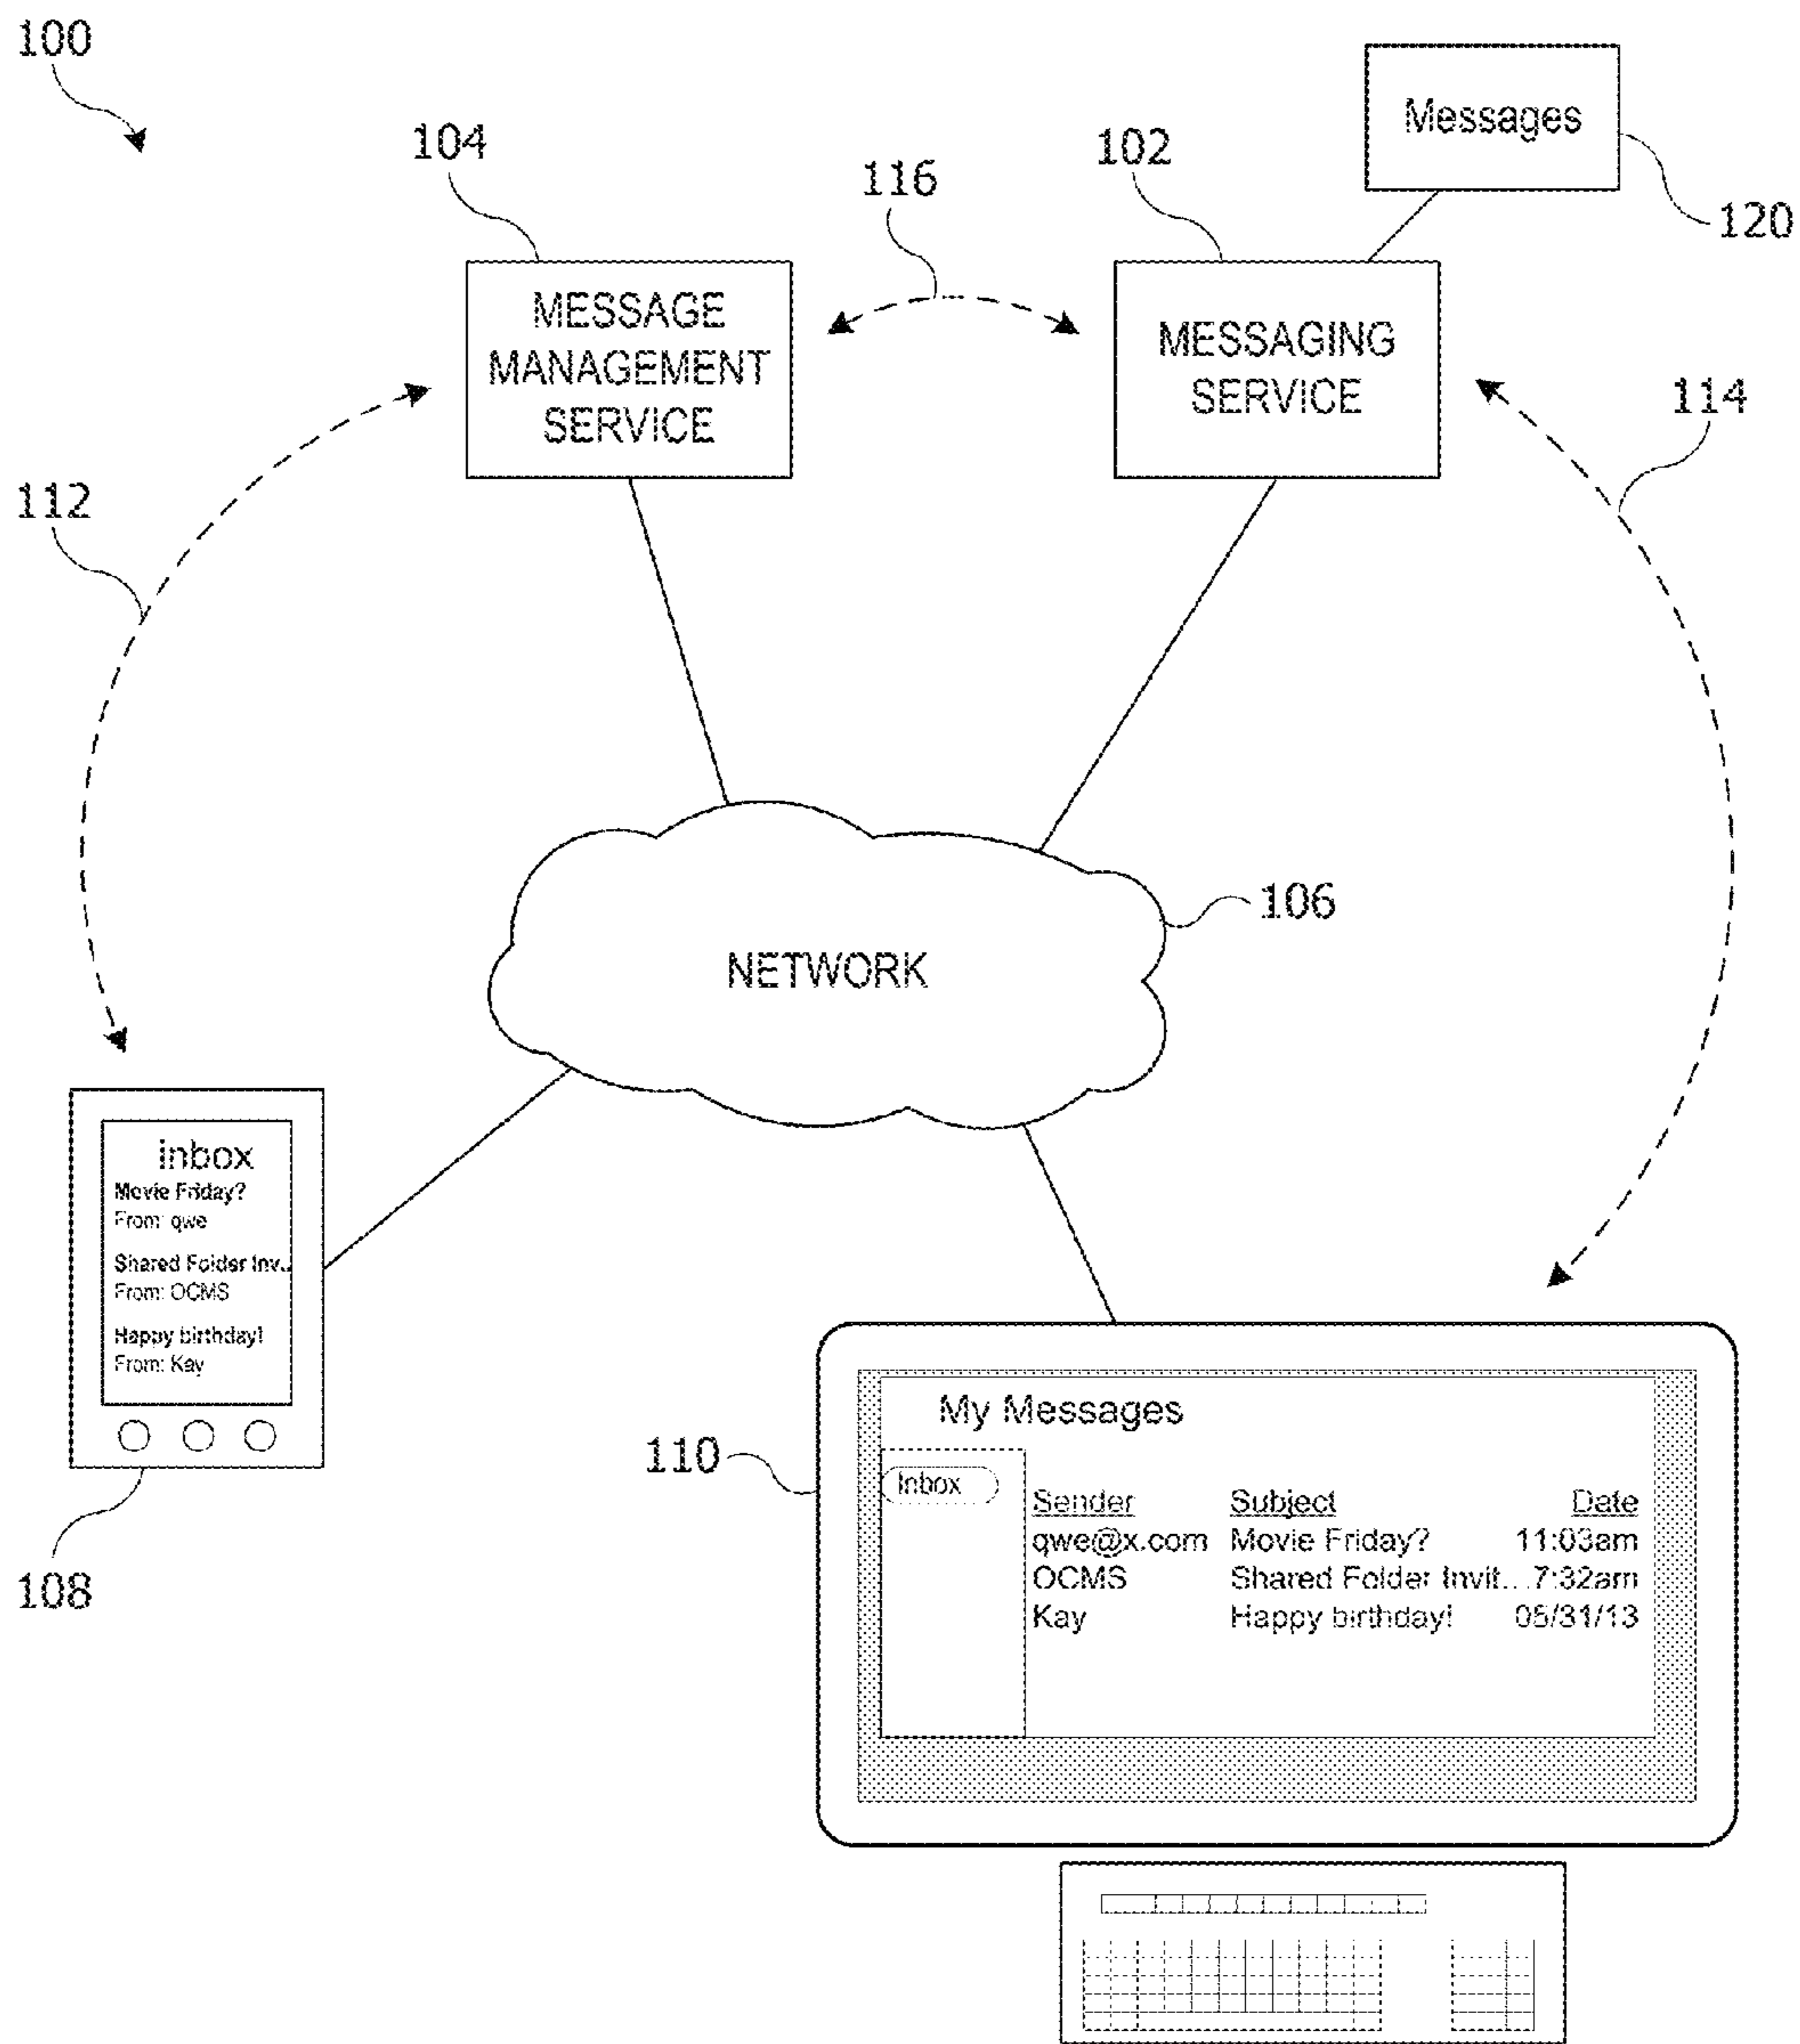 100
Messages
104
102
116
120
MESSAGE
MANAGEMENT
SERVICE
MESSAGING
SERVICE
114
112
106
NETWORK
inbox
Movie Friday?
From: qwe
Shared Folder Inv..
From: OCMS
Happy birthday!
From: Kay
108
110
My Messages
Inbox
Sender Subject Date
qwe@x.com Movie Friday? 11:03am
OCMS Shared Folder Invit... 7:32am
Kay Happy birthday! 05/31/13